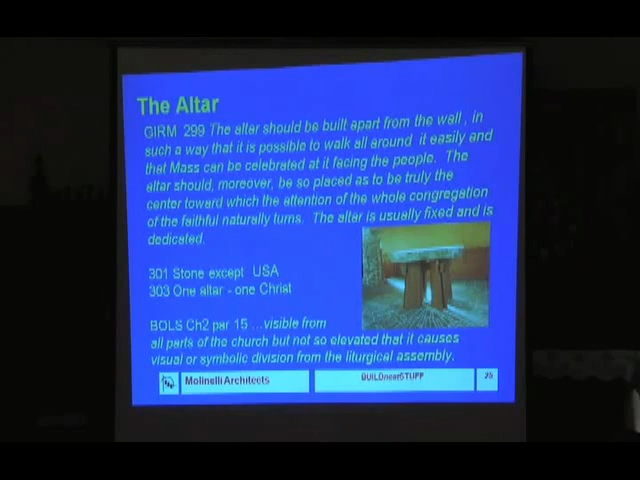 The Altar
GIRM 299 The altar should be built apart from the wall, in
such a way that it is possible to walk all around it easily and
that Mass can be celebrated at it facing the people. The
altar should, moreover, be so placed as to be truly the
center toward which the attention of the whole congregation
of the faithful naturally turns. The altar is usually fixed and is
dedicated.
301 Stone except USA
303 One altar - one Christ
BOLS Ch2 par 15 ...visible from
all parts of the church but not so elevated that it causes
visual or symbolic division from the liturgical assembly.
Molinelli Architects
BUILDnearSTUFF
25